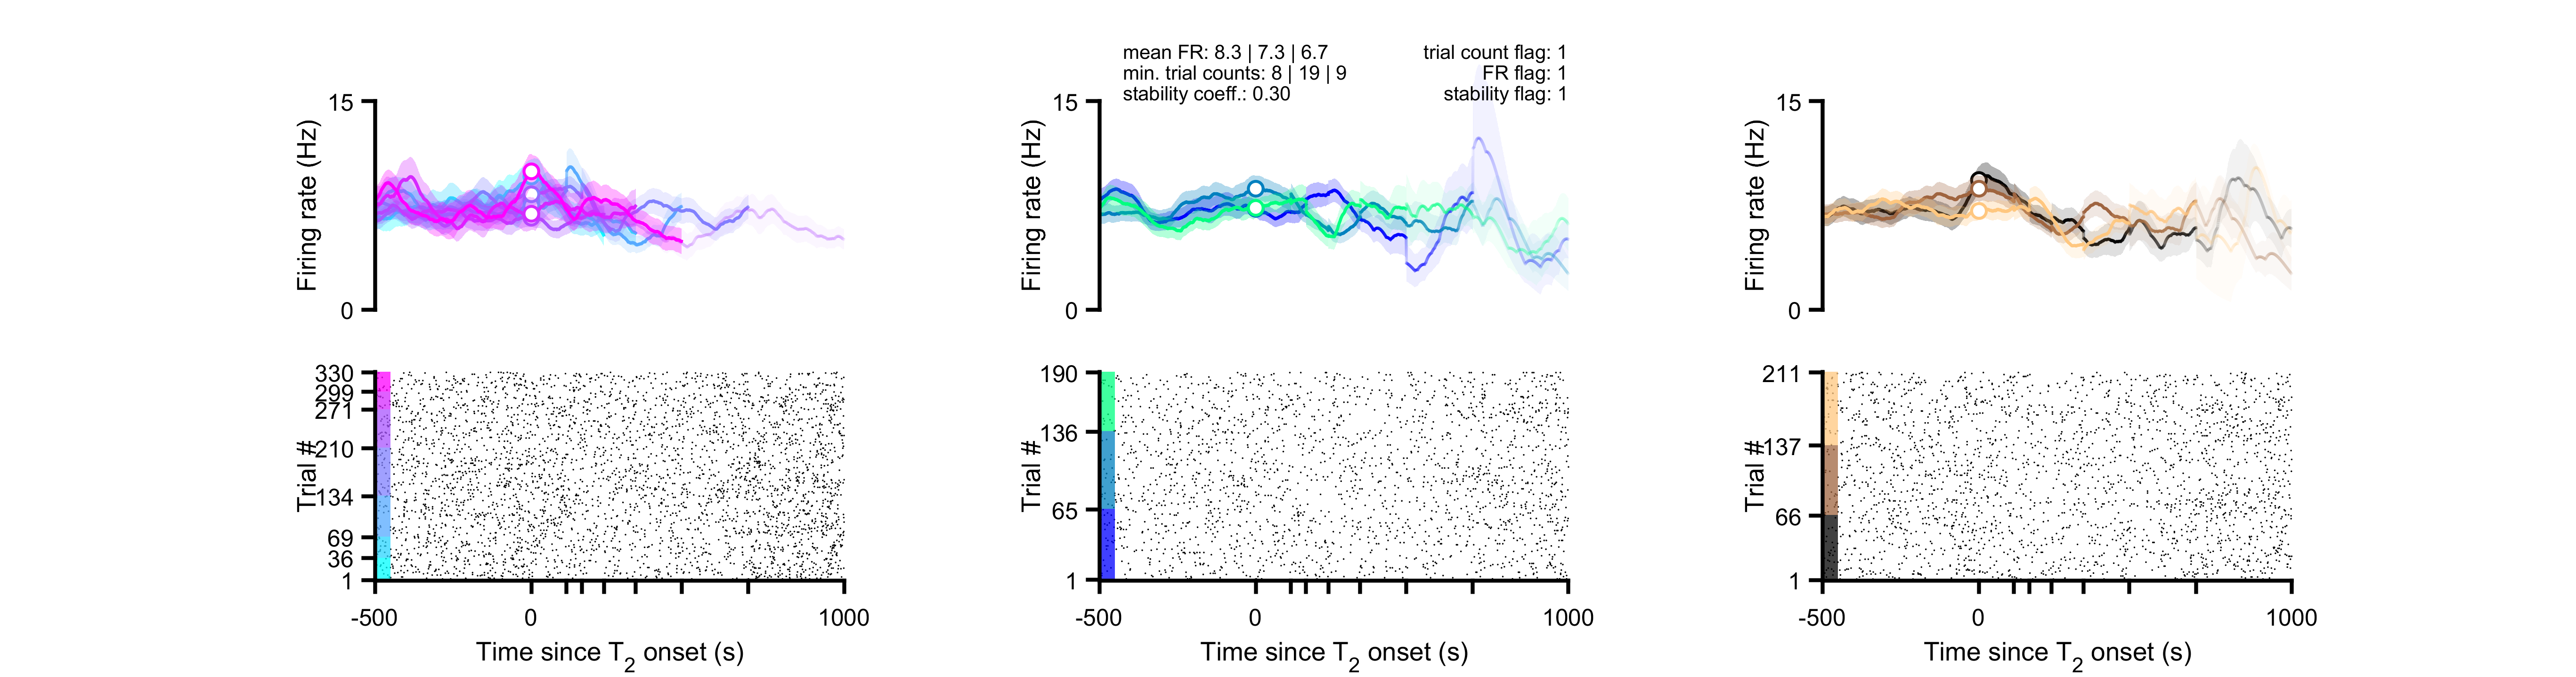 mean FR: 8.3 | 7.3 | 6.7
min. trial counts: 8 | 19 | 9
stability coeff.: 0.30
trial count flag: 1
FR flag: 1
stability flag: 1
15
Firing rate (Hz)
0
330
299
271
210
134
69
36
1
Trial #
-500
0
1000
Time since T2 onset (s)
15
Firing rate (Hz)
0
190
136
65
1
Trial #
-500
0
1000
Time since T2 onset (s)
15
Firing rate (Hz)
0
211
137
66
1
Trial #
-500
0
1000
Time since T2 onset (s)